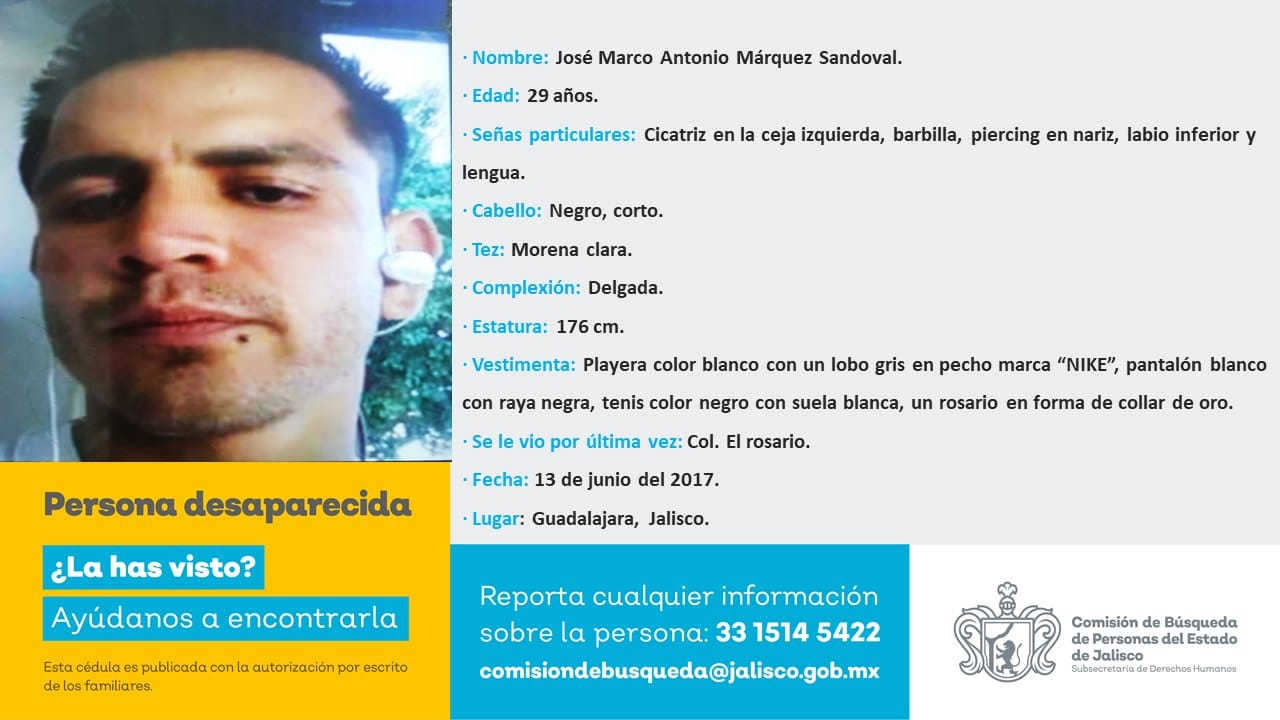 · Nombre: José Marco Antonio Márquez Sandoval.
· Edad: 29 años.
· Señas particulares: Cicatriz en la ceja izquierda, barbilla, piercing en nariz, labio inferior y
lengua.
· Cabello: Negro, corto.
· Tez: Morena clara.
· Complexión: Delgada.
· Estatura: 176 cm.
· Vestimenta: Playera color blanco con un lobo gris en pecho marca “NIKE”, pantalón blanco
con raya negra, tenis color negro con suela blanca, un rosario en forma de collar de oro.
· Se le vio por última vez: Col. El rosario.
· Fecha: 13 de junio del 2017.
· Lugar: Guadalajara, Jalisco.
Persona desaparecida
¿La has visto?
Ayúdanos a encontrarla
Esta cédula es publicada con la autorización por escrito
de los familiares.
Reporta cualquier información
sobre la persona: 33 1514 5422
comisiondebusqueda@jalisco.gob.mx
Comisión de Búsqueda
de Personas del Estado
de Jalisco
Subsecretaría de Derechos Humanos